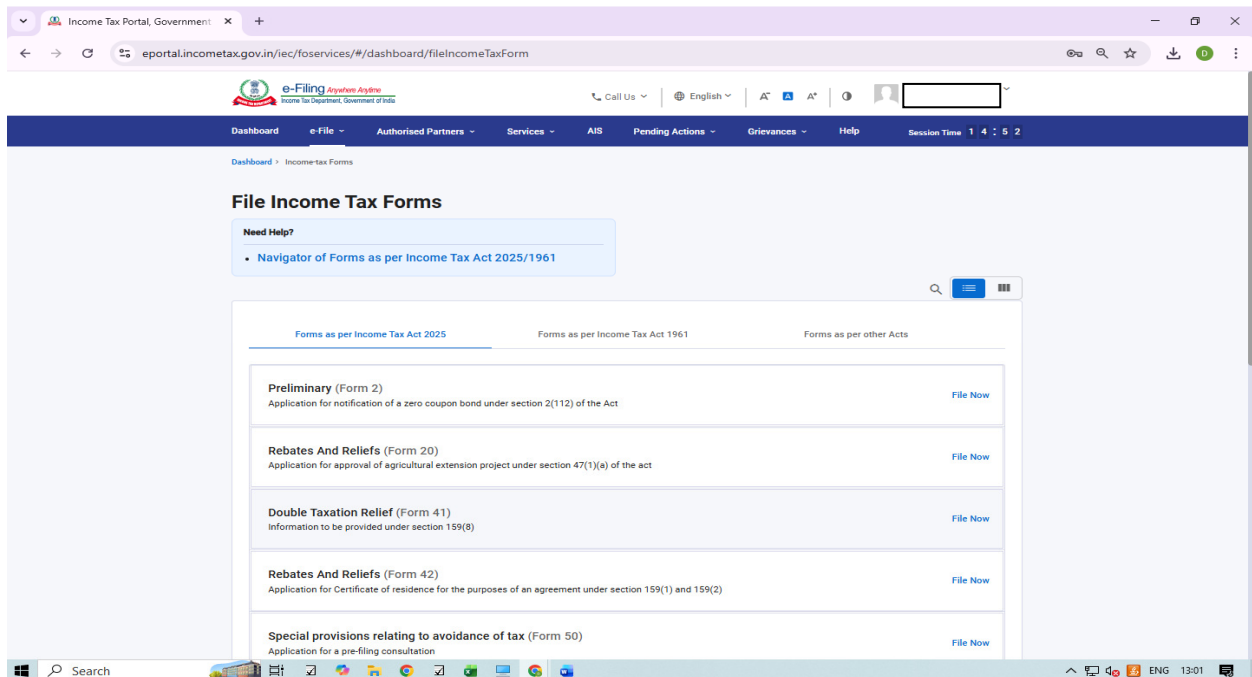 Income Tax Portal, Government
eportal.incometax.gov.in/iec/foservices/#/dashboard/fileIncomeTaxForm
D
e-Filing Anywhere Anytime
Income Tax Department, Government of India
Call Us
English
A-
A
A+
Dashboard e-File Authorised Partners Services AIS Pending Actions Grievances Help Session Time 1 4 : 5 2
Dashboard > Income-tax Forms
File Income Tax Forms
Need Help?
• Navigator of Forms as per Income Tax Act 2025/1961
Forms as per Income Tax Act 2025 Forms as per Income Tax Act 1961 Forms as per other Acts
Preliminary (Form 2)
Application for notification of a zero coupon bond under section 2(112) of the Act
File Now
Rebates And Reliefs (Form 20)
Application for approval of agricultural extension project under section 47(1)(a) of the act
File Now
Double Taxation Relief (Form 41)
Information to be provided under section 159(8)
File Now
Rebates And Reliefs (Form 42)
Application for Certificate of residence for the purposes of an agreement under section 159(1) and 159(2)
File Now
Special provisions relating to avoidance of tax (Form 50)
Application for a pre-filing consultation
File Now
Search
ENG 13:01